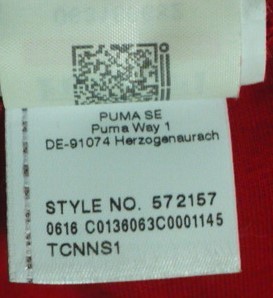 PUMA SE
Puma Way 1
DE-91074 Herzogenaurach
STYLE NO. 572157
0616 C0136063C0001145
TCNNS1